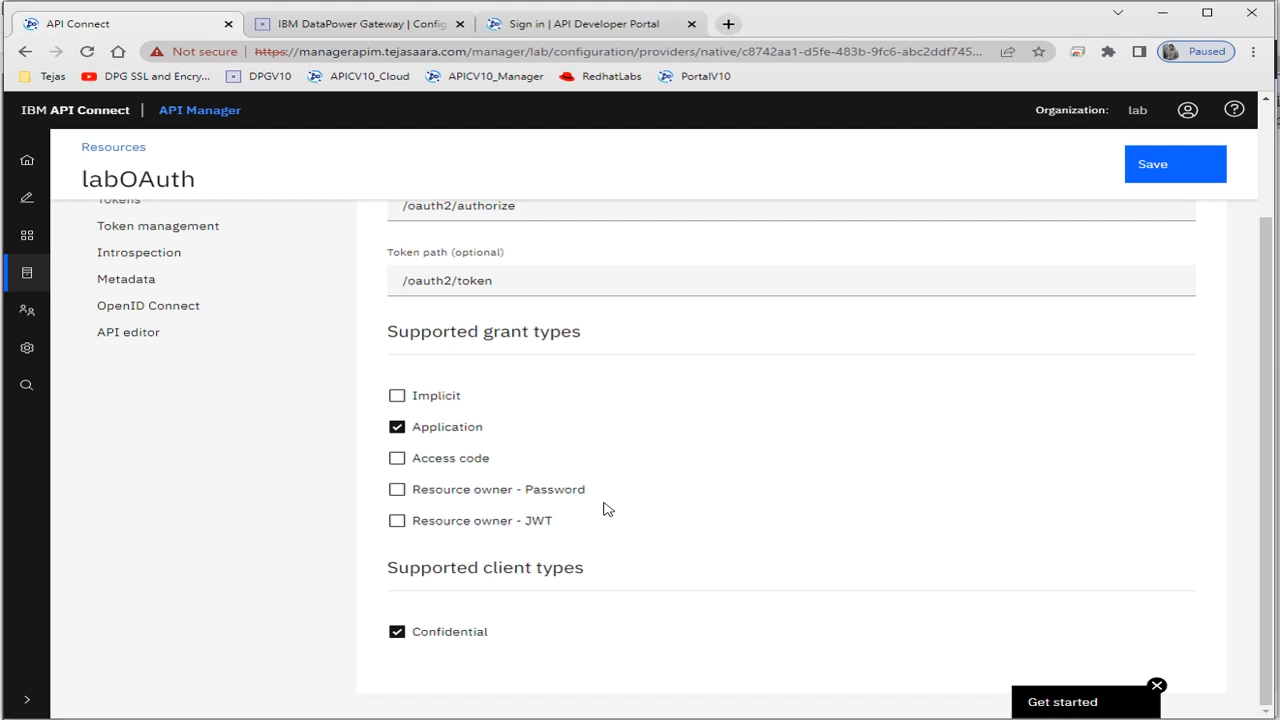 API Connect
IBM DataPower Gateway | Config
Sign in | API Developer Portal
Not secure
https://managerapim.tejasaara.com/manager/lab/configuration/providers/native/c8742aa1-d5fe-453b-9fc6-abc2ddf745...
Paused
Tejas
DPG SSL and Encry...
DPGV10
APICV10_Cloud
APICV10_Manager
RedhatLabs
PortalV10
IBM API Connect | API Manager
Organization: lab
Resources
labOAuth
Save
Tokens
Token management
Introspection
Metadata
OpenID Connect
API editor
/oauth2/authorize
Token path (optional)
/oauth2/token
Supported grant types
Implicit
Application
Access code
Resource owner - Password
Resource owner - JWT
Supported client types
Confidential
Get started